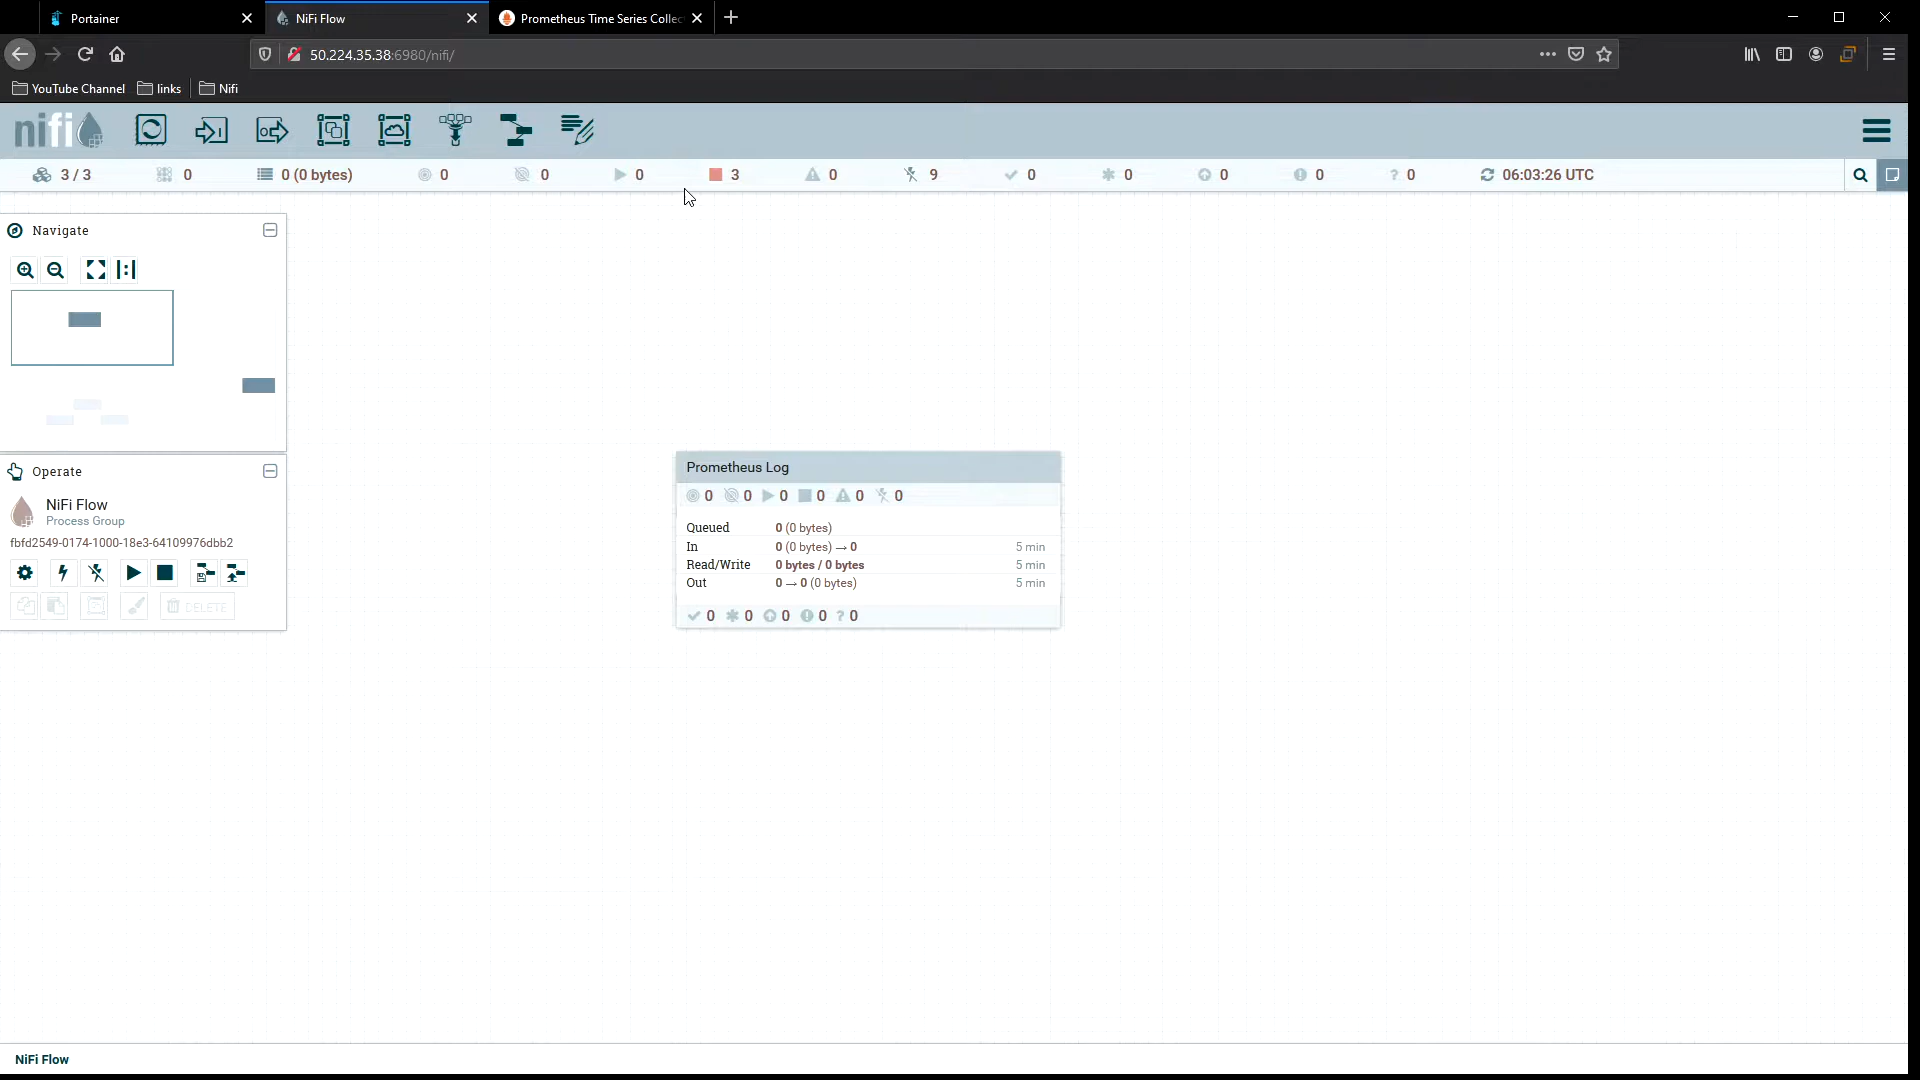 Portainer
NiFi Flow
Prometheus Time Series Collec
50.224.35.38:6980/nifi/
YouTube Channel
links
Nifi
nifi
3 / 3
0
0 (0 bytes)
0
0
0
3
0
9
0
0
0
0
? 0
06:03:26 UTC
Navigate
Operate
NiFi Flow
Process Group
fbfd2549-0174-1000-18e3-64109976dbb2
DELETE
Prometheus Log
0 0 0 0 0 0
Queued 0 (0 bytes)
In 0 (0 bytes) → 0 5 min
Read/Write 0 bytes / 0 bytes 5 min
Out 0 → 0 (0 bytes) 5 min
0 0 0 0 ? 0
NiFi Flow